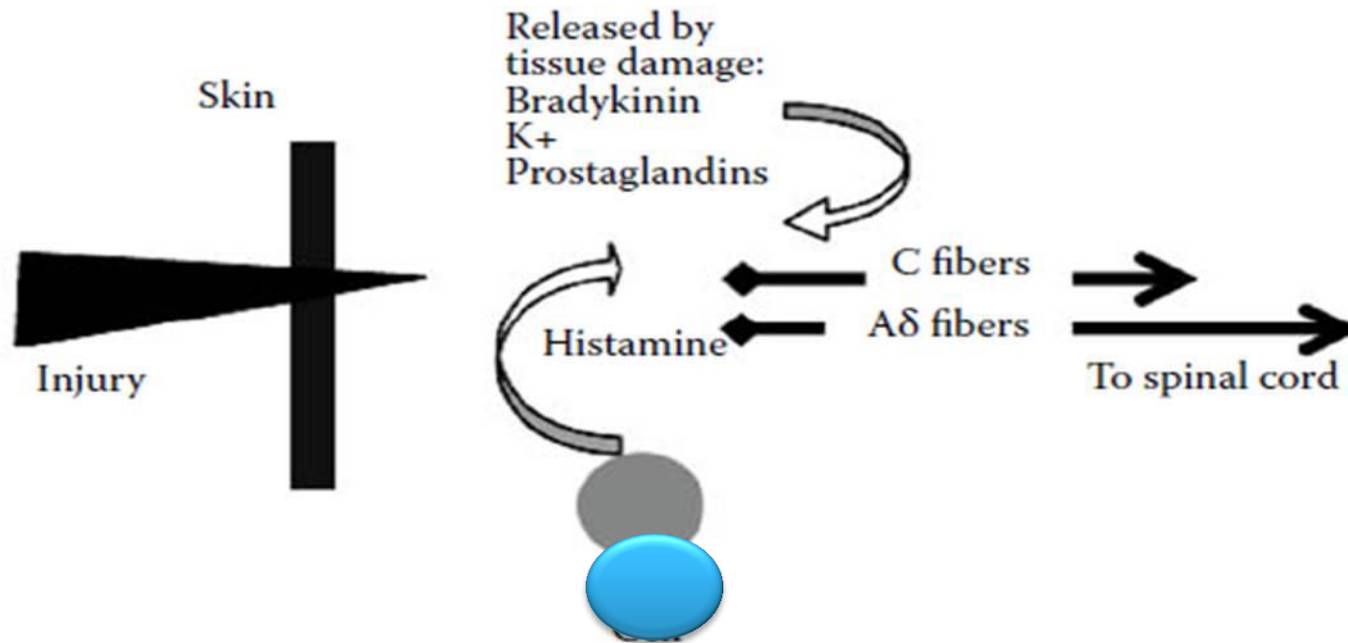 Released by
tissue damage:
Bradykinin
K+
Prostaglandins
Skin
C fibers
Aδ fibers
Histamine
Injury
To spinal cord